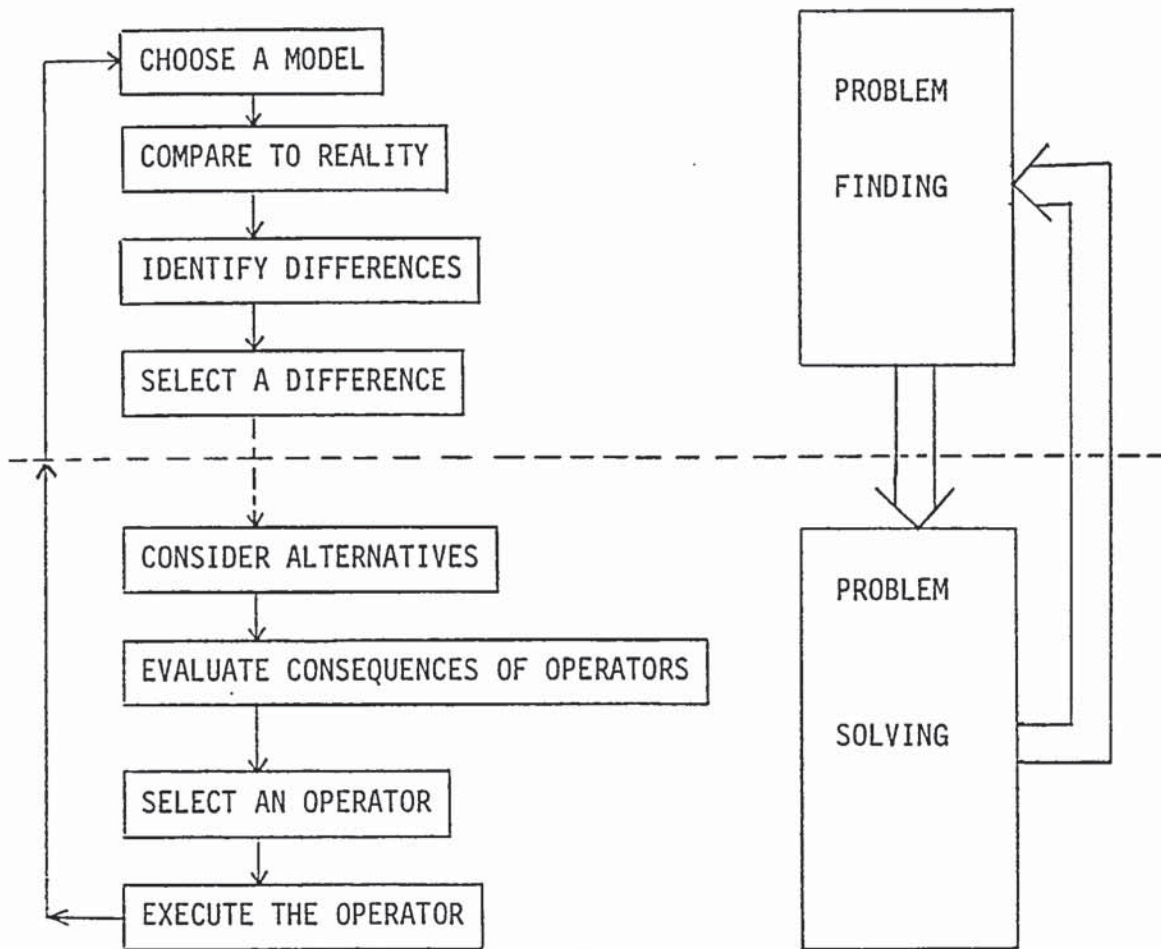 CHOOSE A MODEL
COMPARE TO REALITY
IDENTIFY DIFFERENCES
SELECT A DIFFERENCE
CONSIDER ALTERNATIVES
EVALUATE CONSEQUENCES OF OPERATORS
SELECT AN OPERATOR
EXECUTE THE OPERATOR
PROBLEM
FINDING
PROBLEM
SOLVING